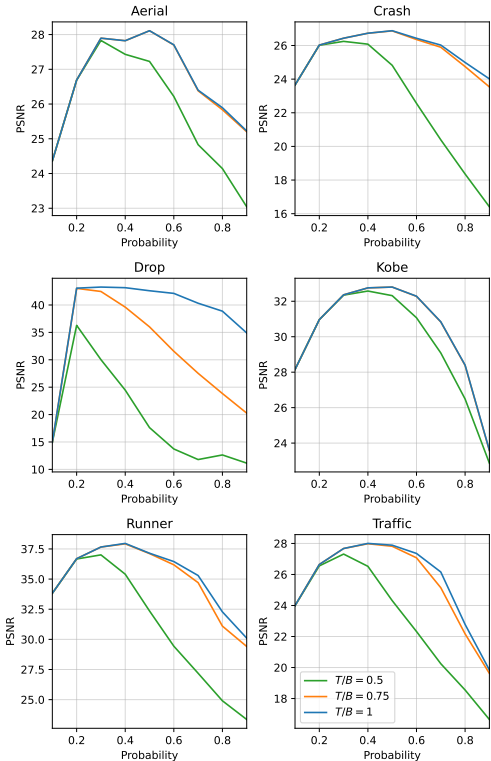 Aerial
28
27
26
25
24
23
PSNR
0.2 0.4 0.6 0.8
Probability
Crash
26
24
22
20
18
16
PSNR
0.2 0.4 0.6 0.8
Probability
Drop
40
35
30
25
20
15
10
PSNR
0.2 0.4 0.6 0.8
Probability
Kobe
32
30
28
26
24
PSNR
0.2 0.4 0.6 0.8
Probability
Runner
37.5
35.0
32.5
30.0
27.5
25.0
PSNR
0.2 0.4 0.6 0.8
Probability
Traffic
28
26
24
22
20
18
PSNR
T/B = 0.5
T/B = 0.75
T/B = 1
0.2 0.4 0.6 0.8
Probability